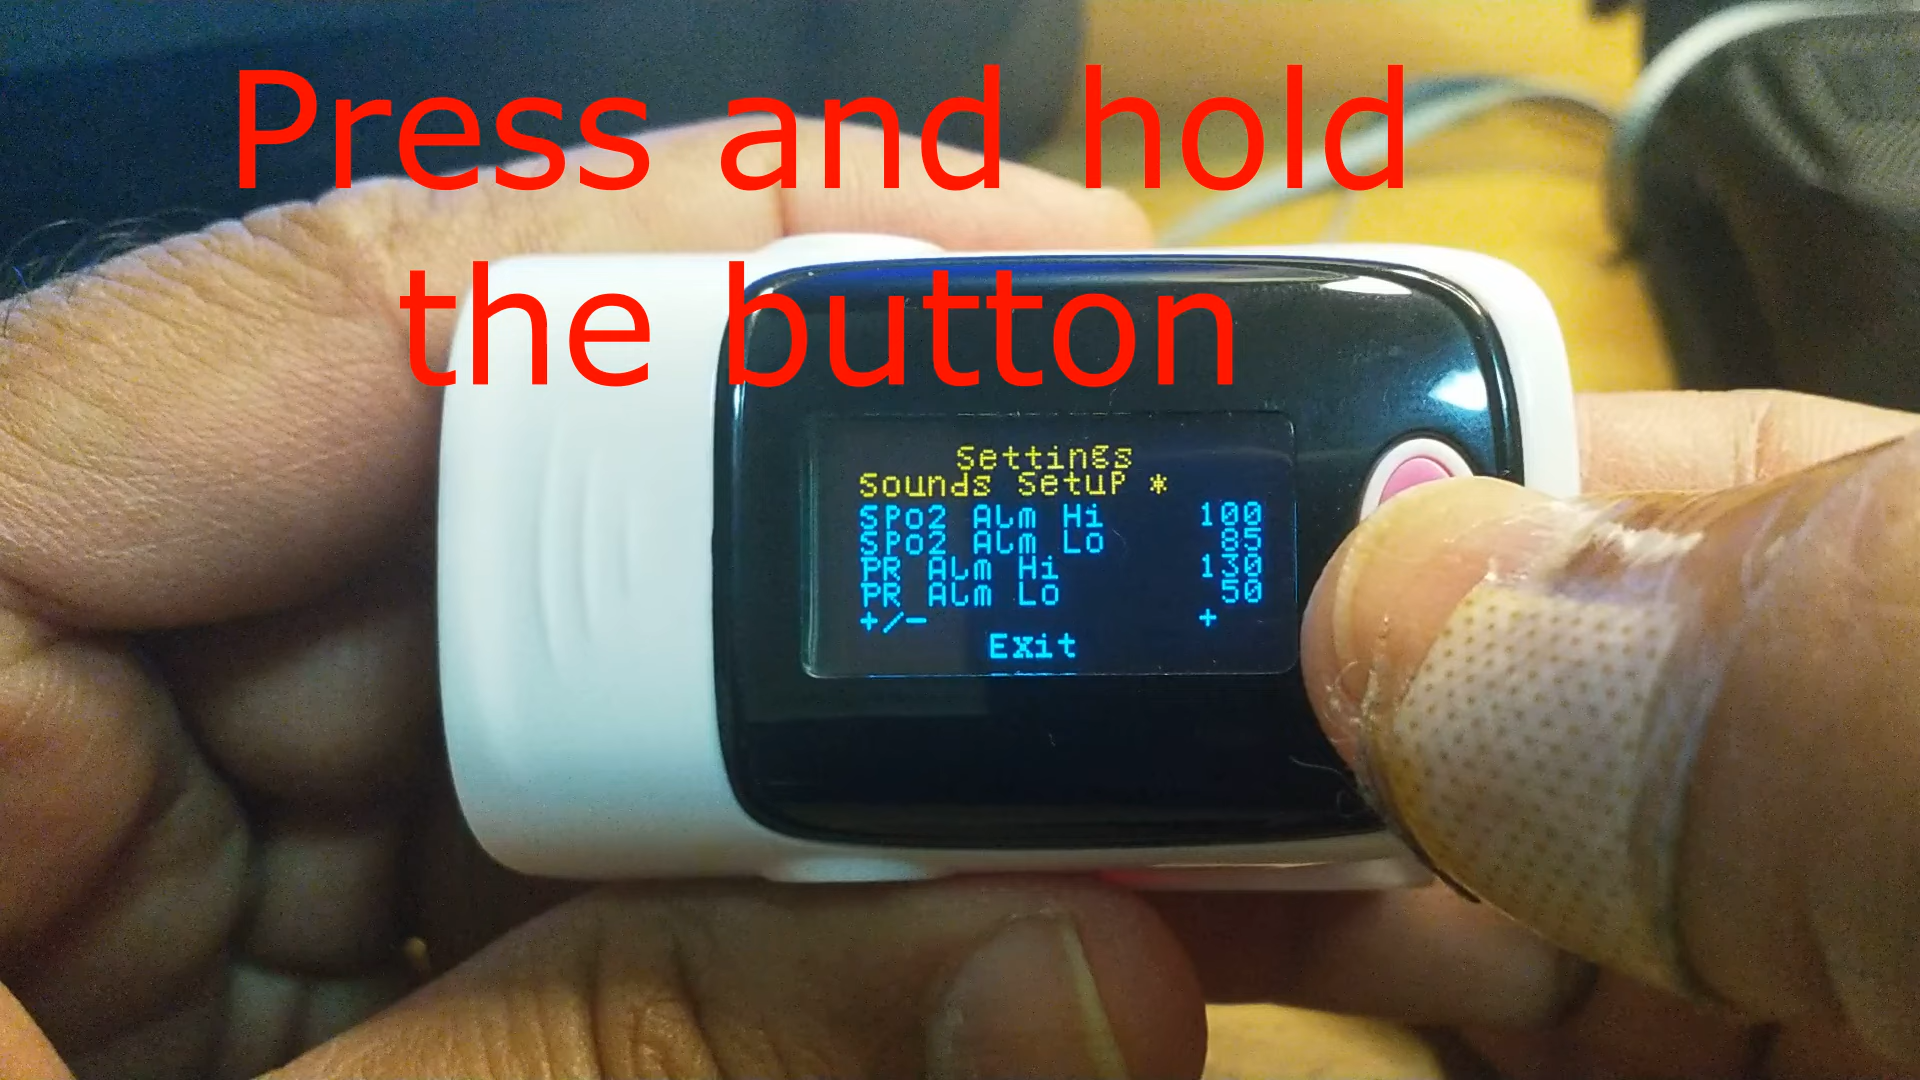 Press and hold
the button
Settings
Sounds Setup *
SPo2 Alm Hi 100
SPo2 Alm Lo 85
PR Alm Hi 130
PR Alm Lo 50
+/- +
Exit